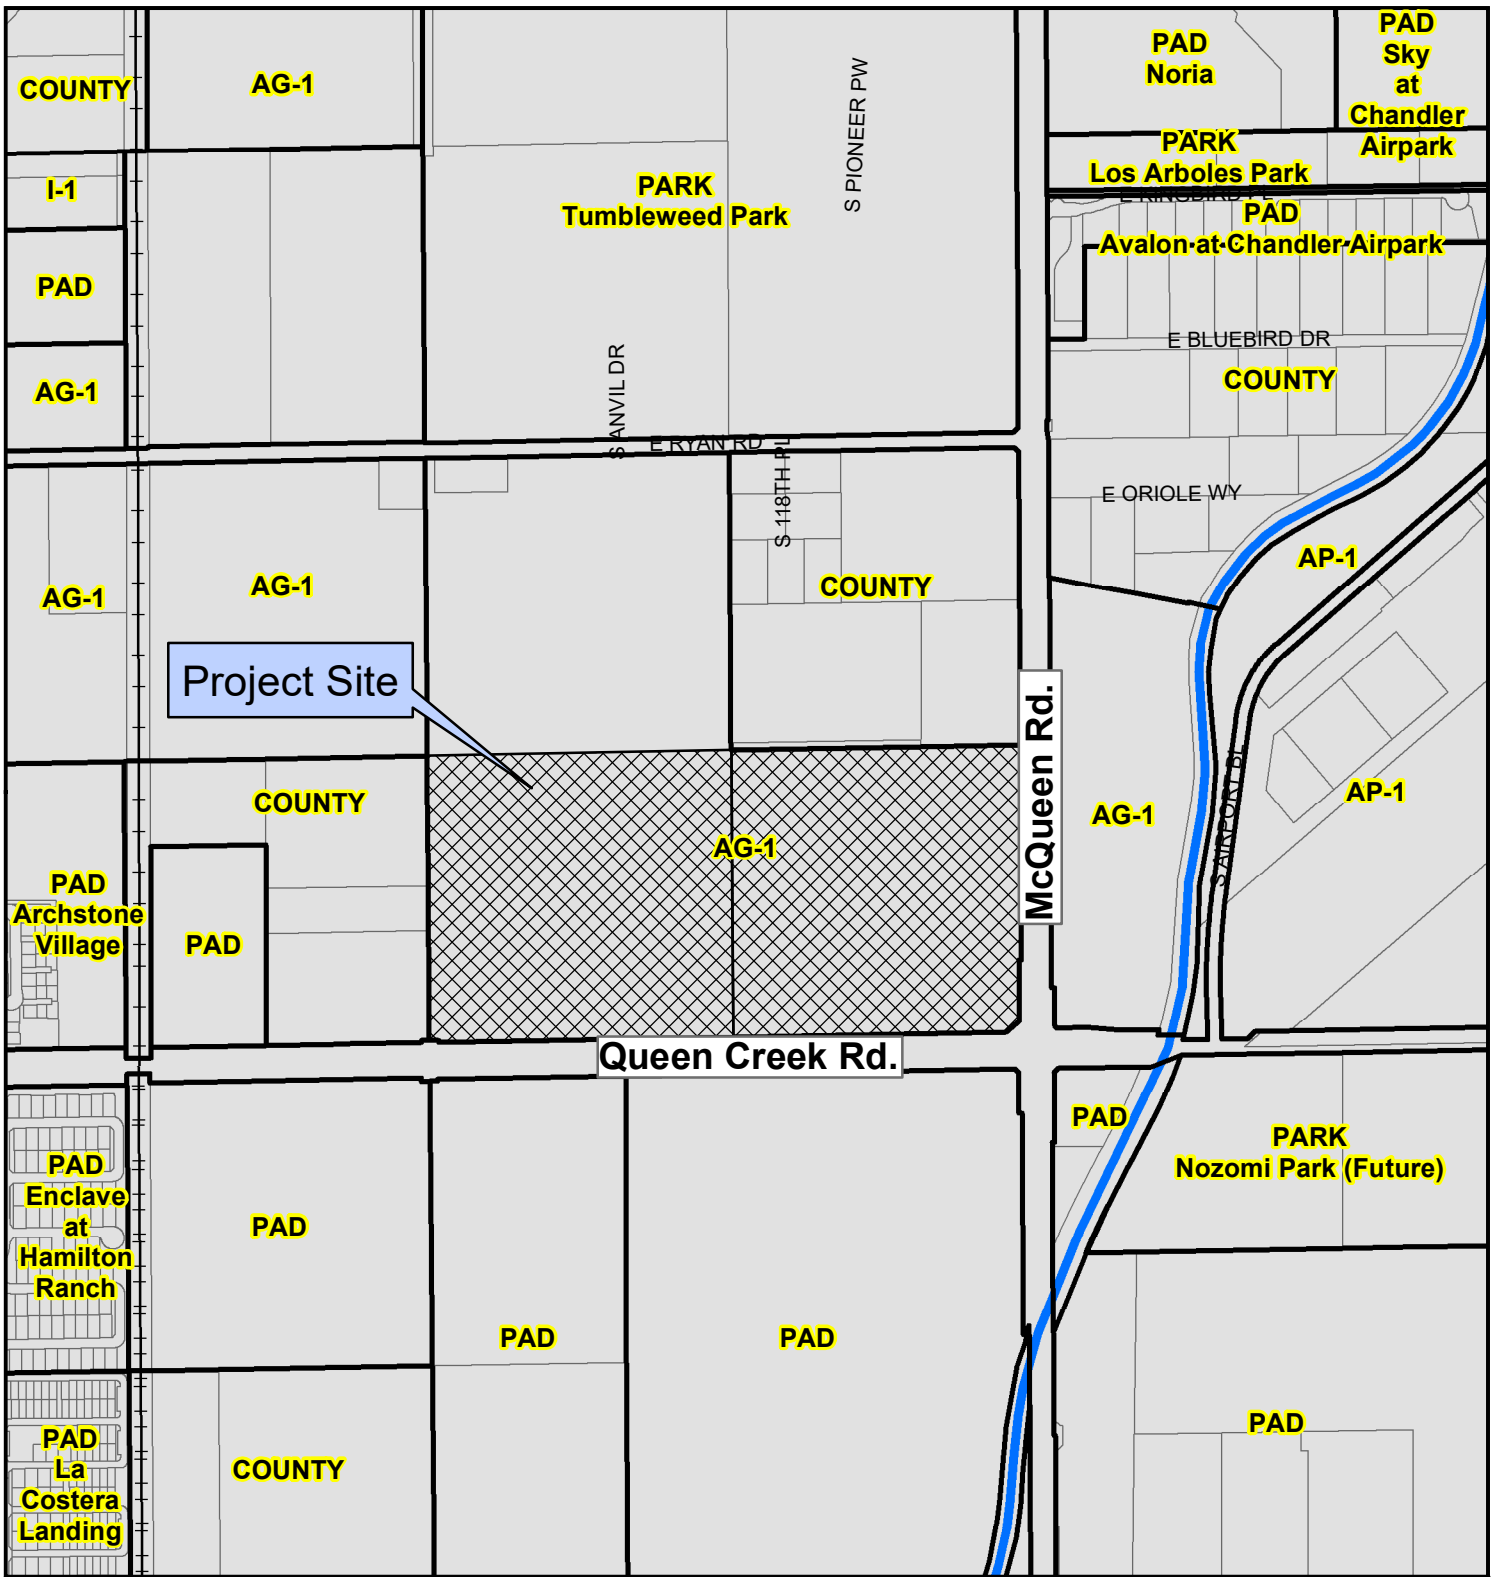 COUNTY
AG-1
PAD
Noria
PAD
Sky
at
Chandler
Airpark
PARK
Los Arboles Park
S PIONEER PW
I-1
PARK
Tumbleweed Park
E KINGBIRD PL
PAD
Avalon at Chandler Airpark
PAD
E BLUEBIRD DR
COUNTY
AG-1
S ANVIL DR
E RYAN RD
S 118TH PL
E ORIOLE WY
AP-1
AG-1
AG-1
COUNTY
Project Site
McQueen Rd.
COUNTY
AG-1
AG-1
S AIRPORT BL
AP-1
PAD
Archstone
Village
PAD
Queen Creek Rd.
PAD
PARK
Nozomi Park (Future)
PAD
Enclave
at
Hamilton
Ranch
PAD
PAD
PAD
PAD
PAD
La
Costera
Landing
COUNTY